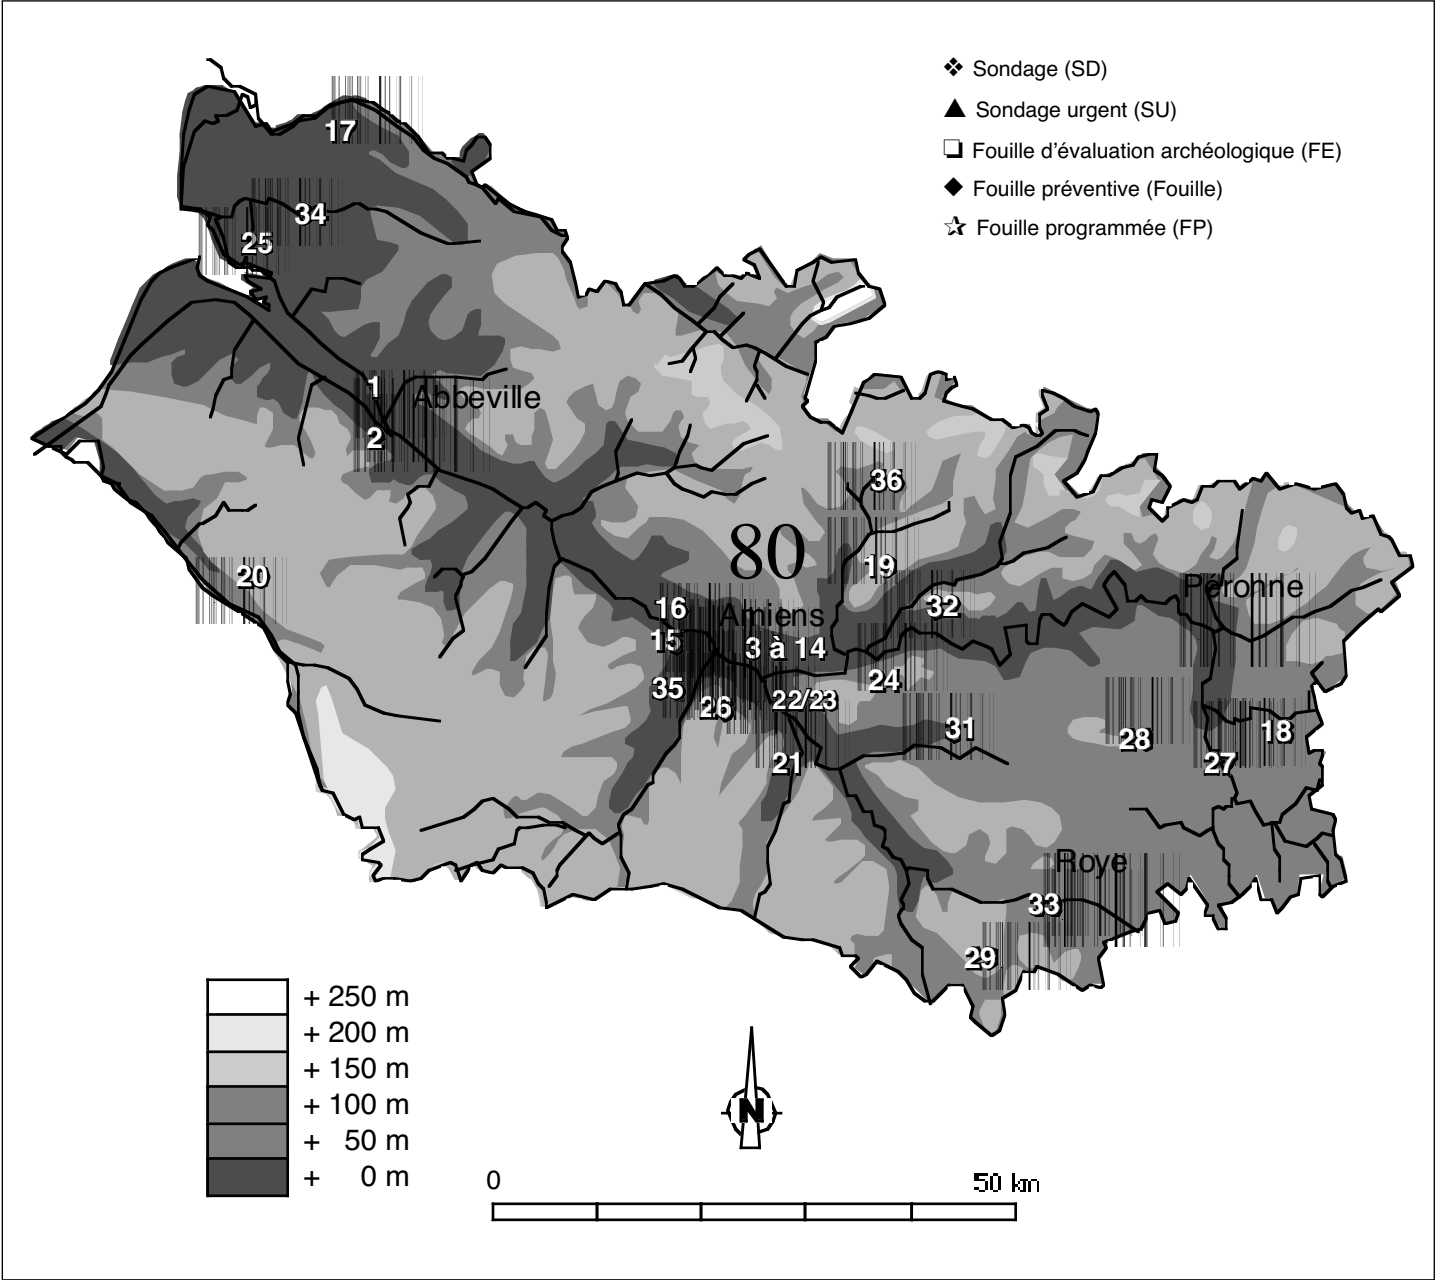 ❖ Sondage (SD)
▲ Sondage urgent (SU)
❏ Fouille d'évaluation archéologique (FE)
◆ Fouille préventive (Fouille)
✰ Fouille programmée (FP)
17
34
25
1
Abbeville
2
36
80
19
20
Péronne
16
Amiens
32
15
3 à 14
24
35
26
22/23
31
28
18
21
27
Roye
33
29
+ 250 m
+ 200 m
+ 150 m
+ 100 m
+ 50 m
+ 0 m
N
0 50 km